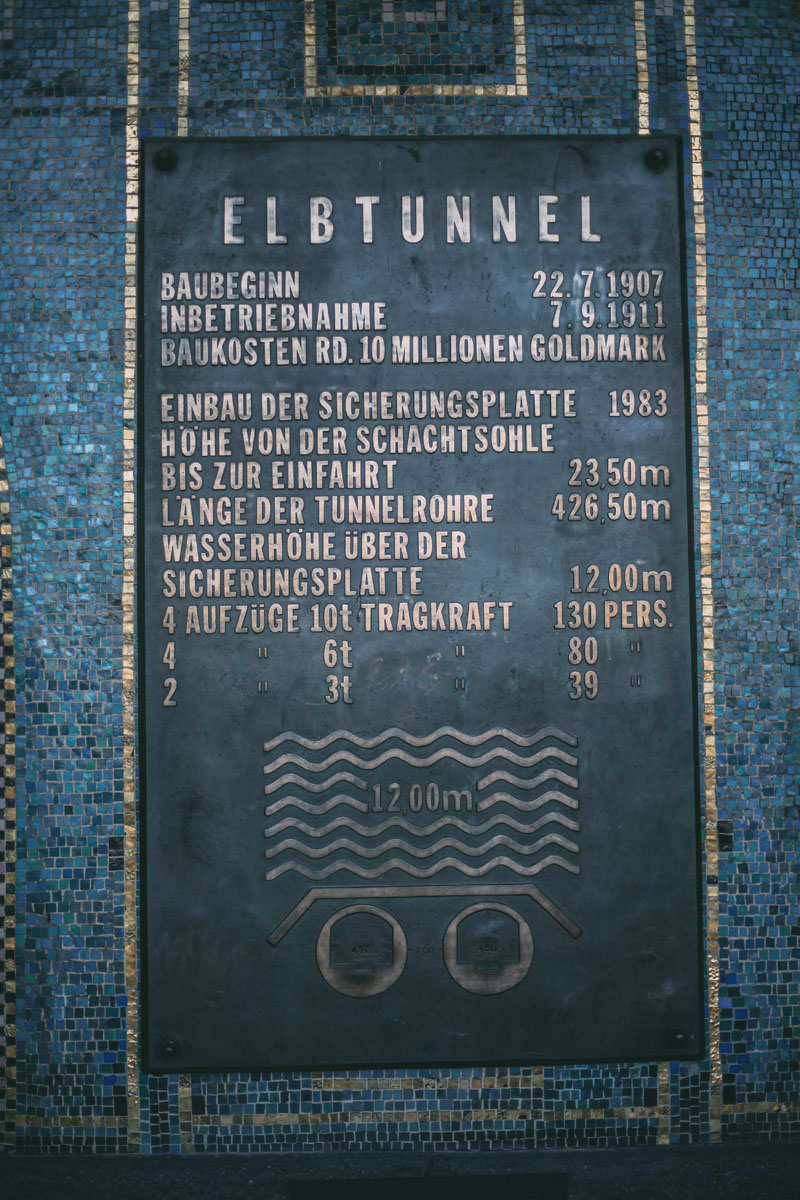 ELBTUNNEL
BAUBEGINN 22.7.1907
INBETRIEBNAHME 7.9.1911
BAUKOSTEN RD. 10 MILLIONEN GOLDMARK
EINBAU DER SICHERUNGSPLATTE 1983
HÖHE VON DER SCHACHTSOHLE
BIS ZUR EINFAHRT 23,50m
LÄNGE DER TUNNELROHRE 426,50m
WASSERHÖHE ÜBER DER
SICHERUNGSPLATTE 12,00m
4 AUFZÜGE 10t TRAGKRAFT 130 PERS.
4 " 6t " 80 "
2 " 3t " 39 "
12,00m